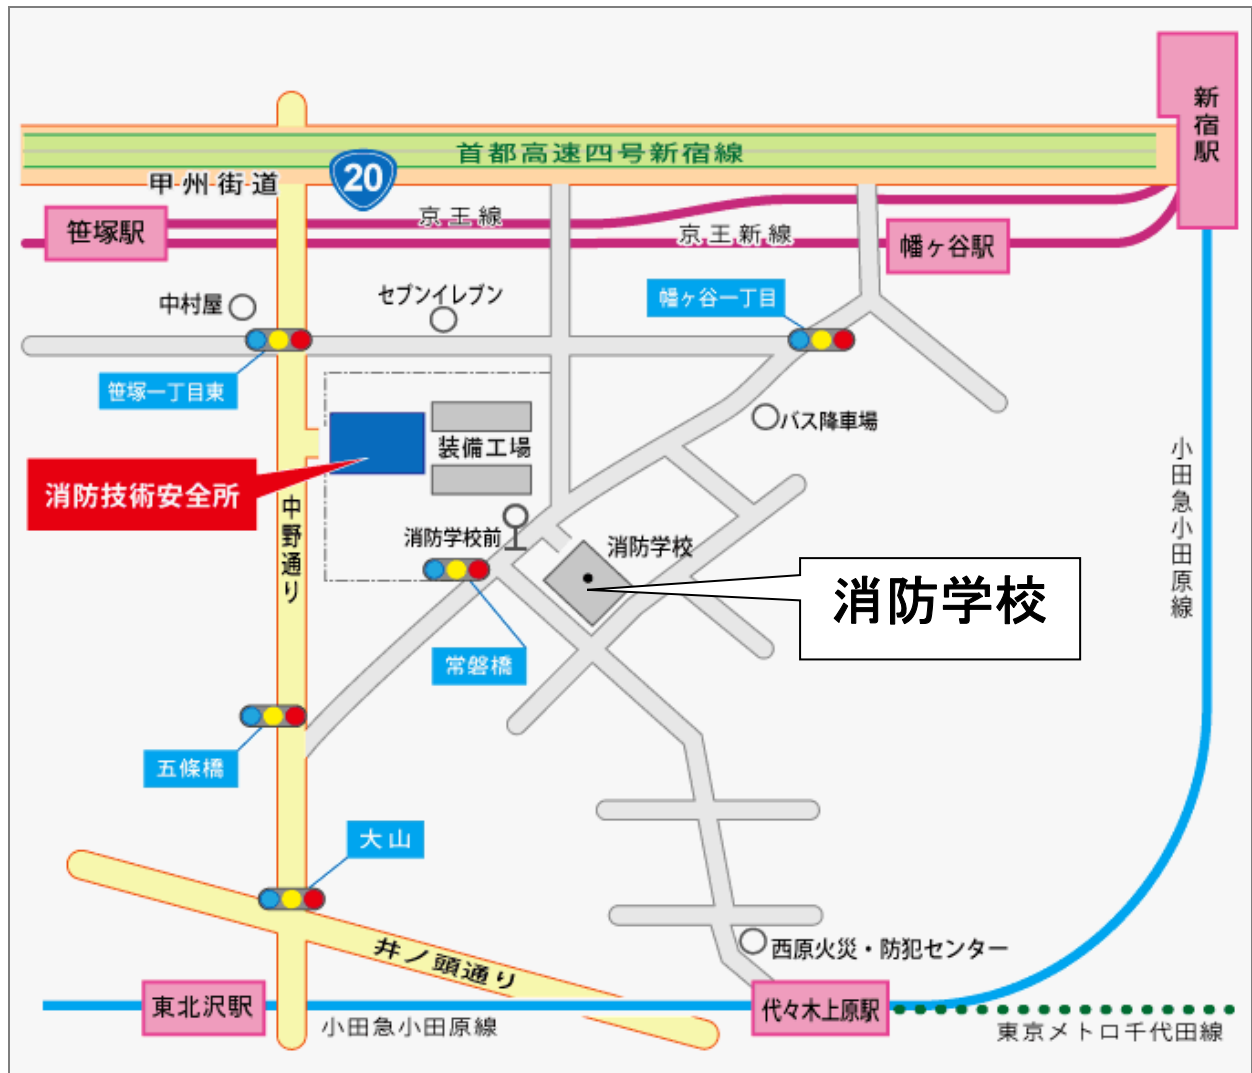 新宿駅
首都高速四号新宿線
甲州街道
20
京王線
笹塚駅
京王新線
幡ヶ谷駅
中村屋
セブンイレブン
幡ヶ谷一丁目
笹塚一丁目東
バス降車場
装備工場
小田急小田原線
消防技術安全所
中野通り
消防学校前
消防学校
消防学校
常磐橋
五條橋
大山
井ノ頭通り
西原火災・防犯センター
東北沢駅
小田急小田原線
代々木上原駅
東京メトロ千代田線